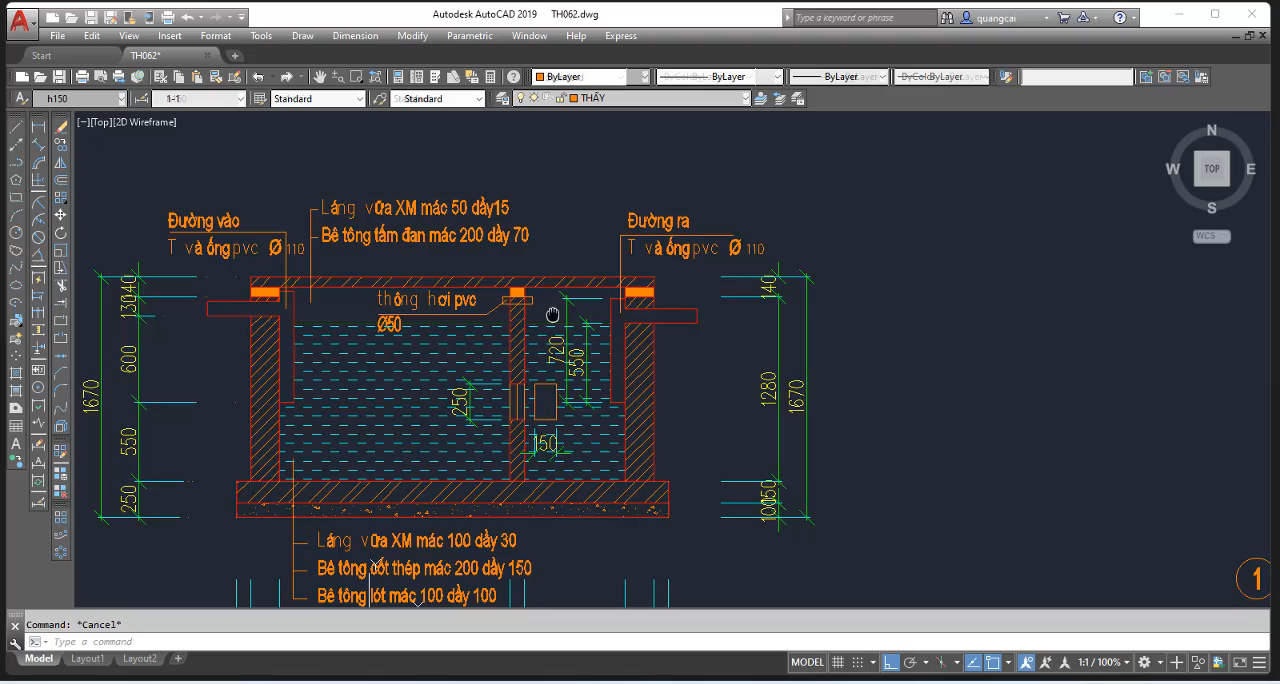 Autodesk AutoCAD 2019 TH062.dwg
Type a keyword or phrase
quangcai
File Edit View Insert Format Tools Draw Dimension Modify Parametric Window Help Express
Start TH062*
ByLayer ByLayer ByLayer ByLayer
h150 1-1 Standard Standard THẤY
[−][Top][2D Wireframe]
N
W TOP E
S
WCS
Láng vữa XM mác 50 dầy15
Bê tông tấm đan mác 200 dầy 70
Đường vào
T và ống pvc Ø 110
Đường ra
T và ống pvc Ø 110
thông hơi pvc
Ø50
140
130
600
550
250
1670
720
550
250
150
140
1280
150
100
1670
Láng vữa XM mác 100 dầy 30
Bê tông cốt thép mác 200 dầy 150
Bê tông lót mác 100 dầy 100
1
Command: *Cancel*
Type a command
Model Layout1 Layout2
MODEL 1:1 / 100%